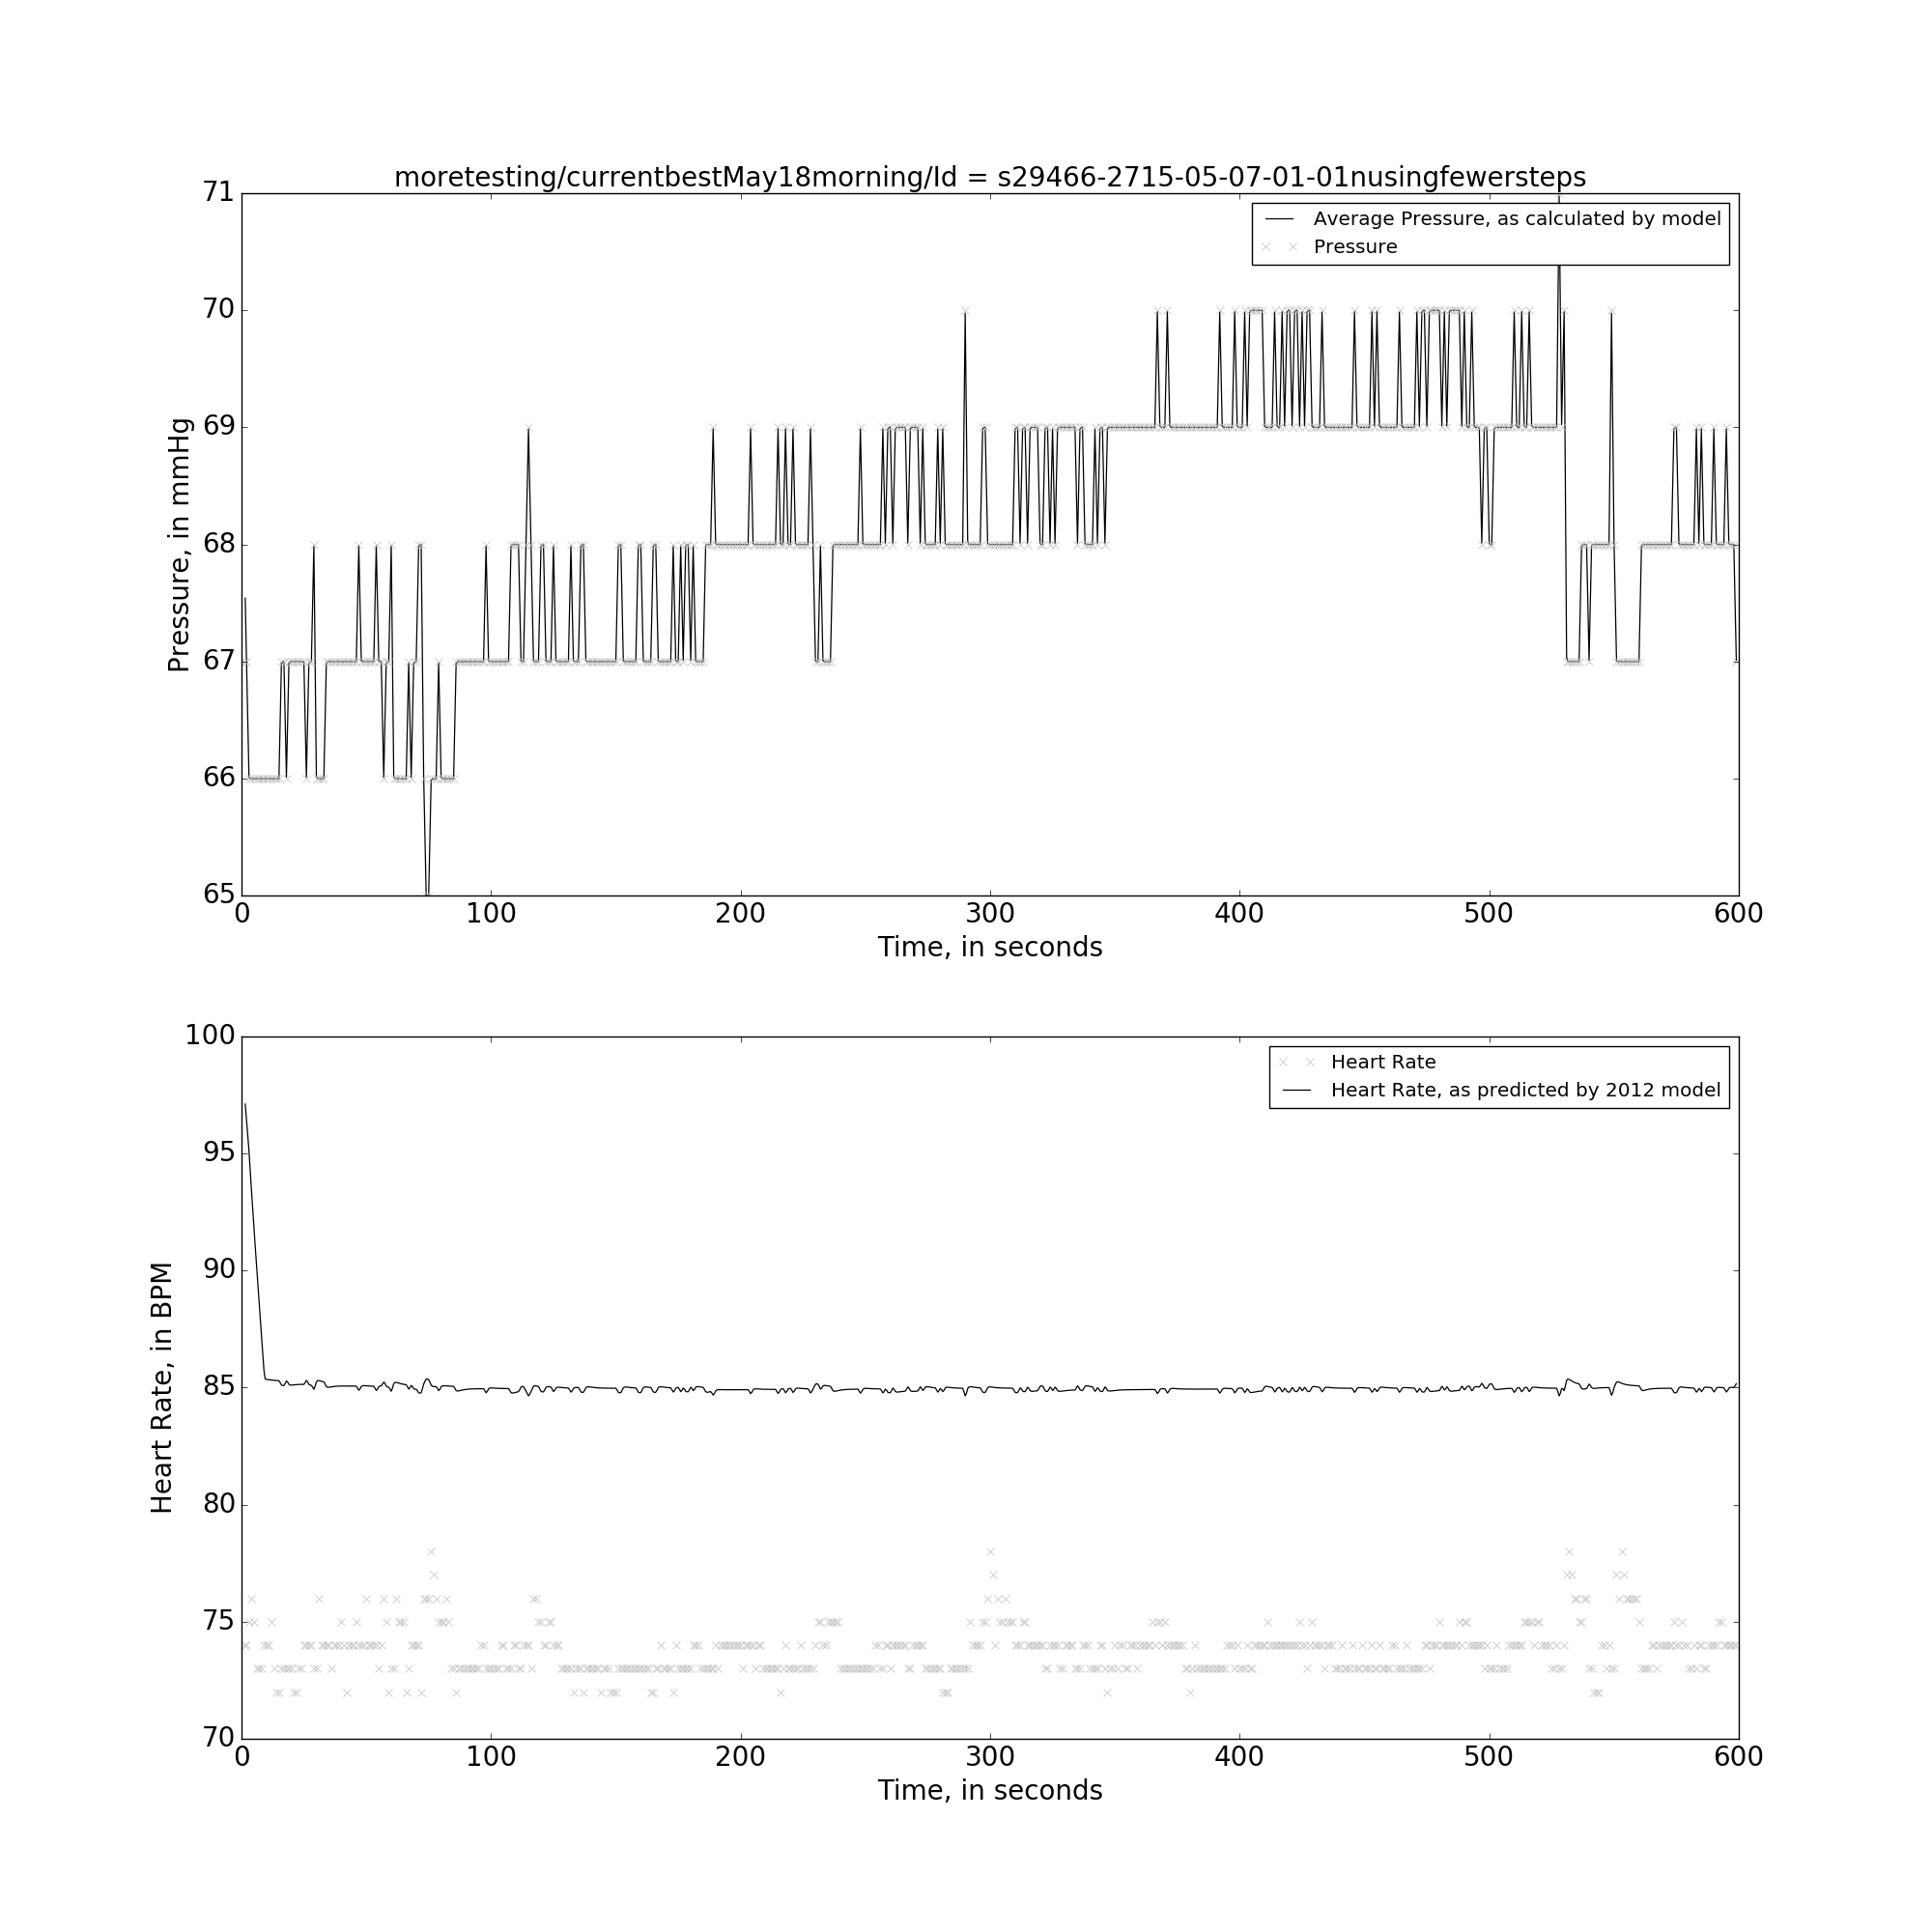 moretesting/currentbestMay18morning/Id = s29466-2715-05-07-01-01nusingfewersteps
71
70
69
68
67
66
65
Pressure, in mmHg
Average Pressure, as calculated by model
Pressure
0 100 200 300 400 500 600
Time, in seconds
100
95
90
85
80
75
70
Heart Rate, in BPM
Heart Rate
Heart Rate, as predicted by 2012 model
0 100 200 300 400 500 600
Time, in seconds